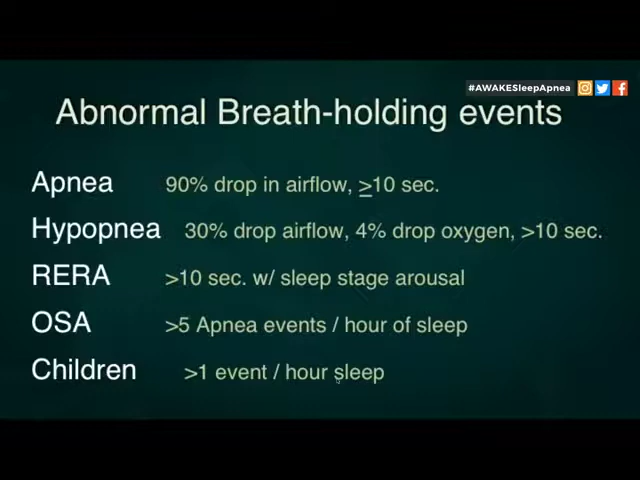 #AWAKESleepApnea
Abnormal Breath-holding events
Apnea 90% drop in airflow, ≥10 sec.
Hypopnea 30% drop airflow, 4% drop oxygen, >10 sec.
RERA >10 sec. w/ sleep stage arousal
OSA >5 Apnea events / hour of sleep
Children >1 event / hour sleep